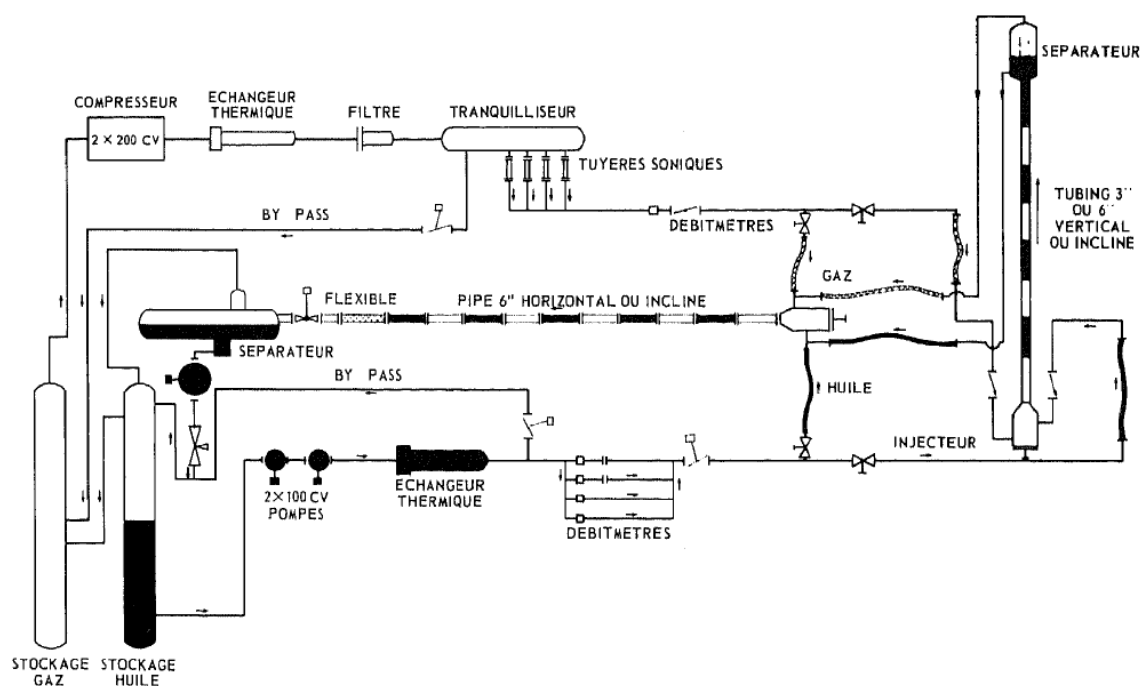 SEPARATEUR
COMPRESSEUR
2 × 200 CV
ECHANGEUR
THERMIQUE
FILTRE
TRANQUILLISEUR
TUYERES SONIQUES
BY PASS
DEBITMETRES
TUBING 3"
OU 6"
VERTICAL
OU INCLINE
GAZ
FLEXIBLE
PIPE 6" HORIZONTAL OU INCLINE
SEPARATEUR
BY PASS
HUILE
INJECTEUR
2×100 CV
POMPES
ECHANGEUR
THERMIQUE
DEBITMETRES
STOCKAGE
GAZ
STOCKAGE
HUILE